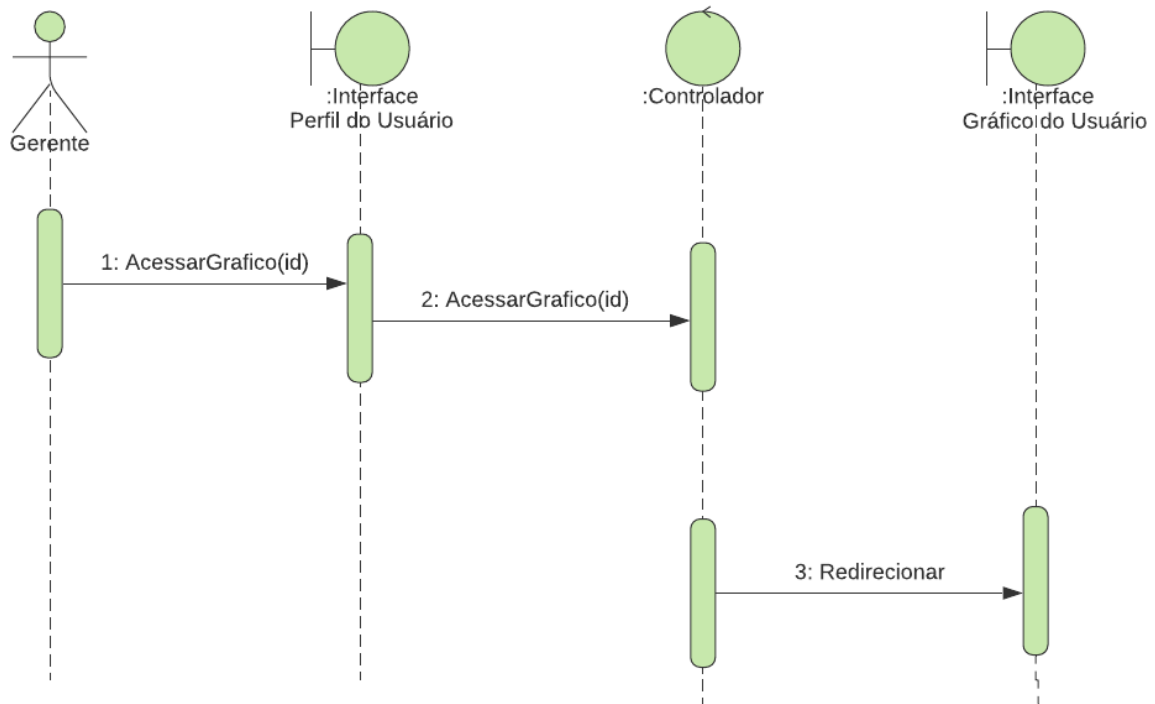 :Interface
Perfil do Usuário
:Controlador
:Interface
Gráfico do Usuário
Gerente
1: AcessarGrafico(id)
2: AcessarGrafico(id)
3: Redirecionar